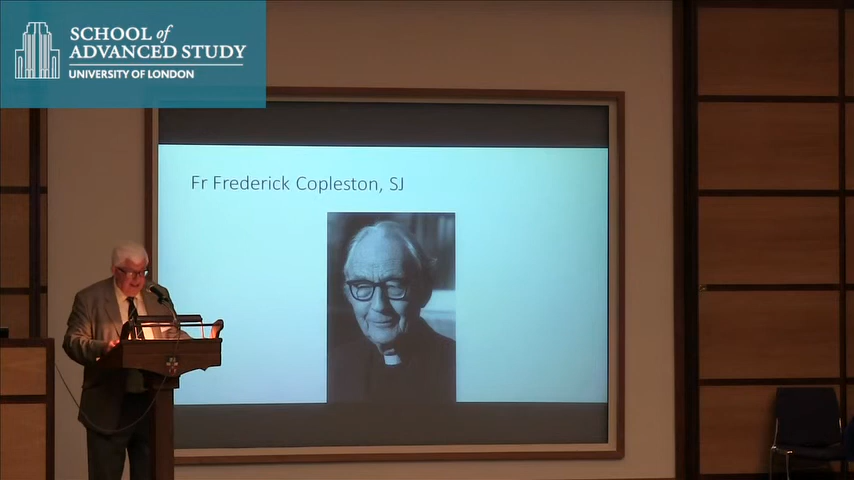 SCHOOL of
ADVANCED STUDY
UNIVERSITY OF LONDON
Fr Frederick Copleston, SJ